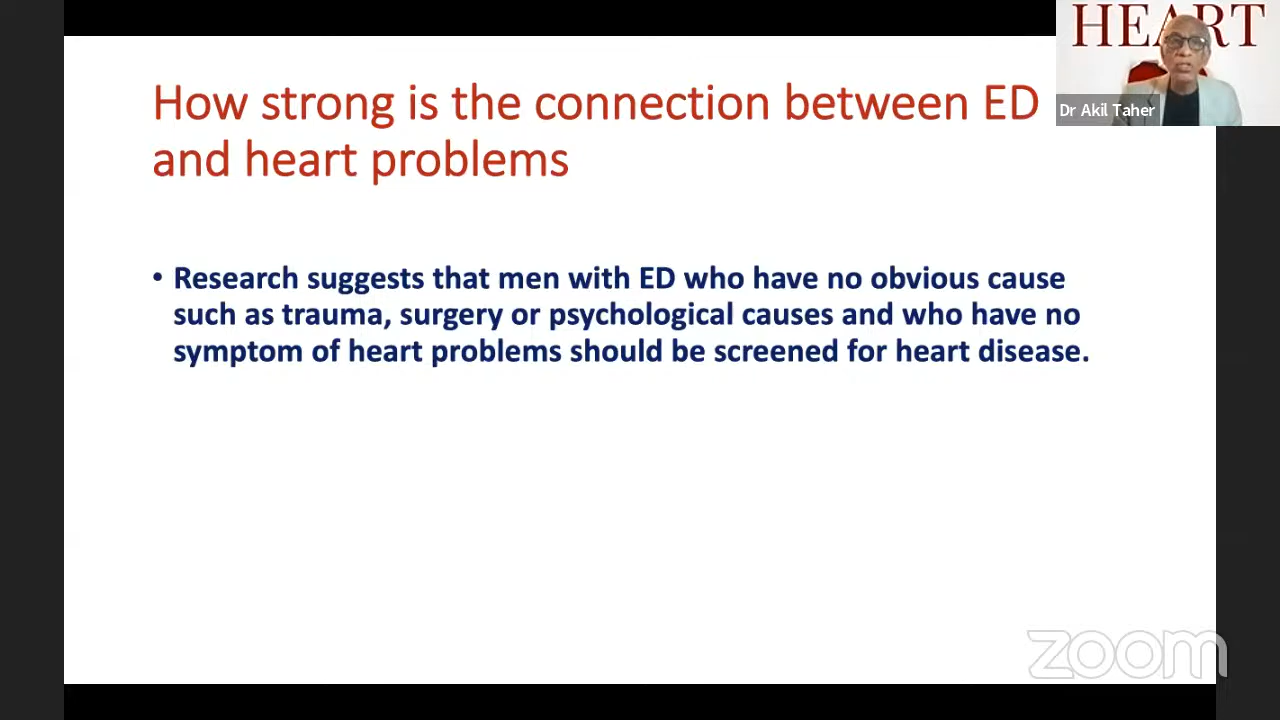 HEART
Dr Akil Taher
How strong is the connection between ED
and heart problems
• Research suggests that men with ED who have no obvious cause
such as trauma, surgery or psychological causes and who have no
symptom of heart problems should be screened for heart disease.
zoom